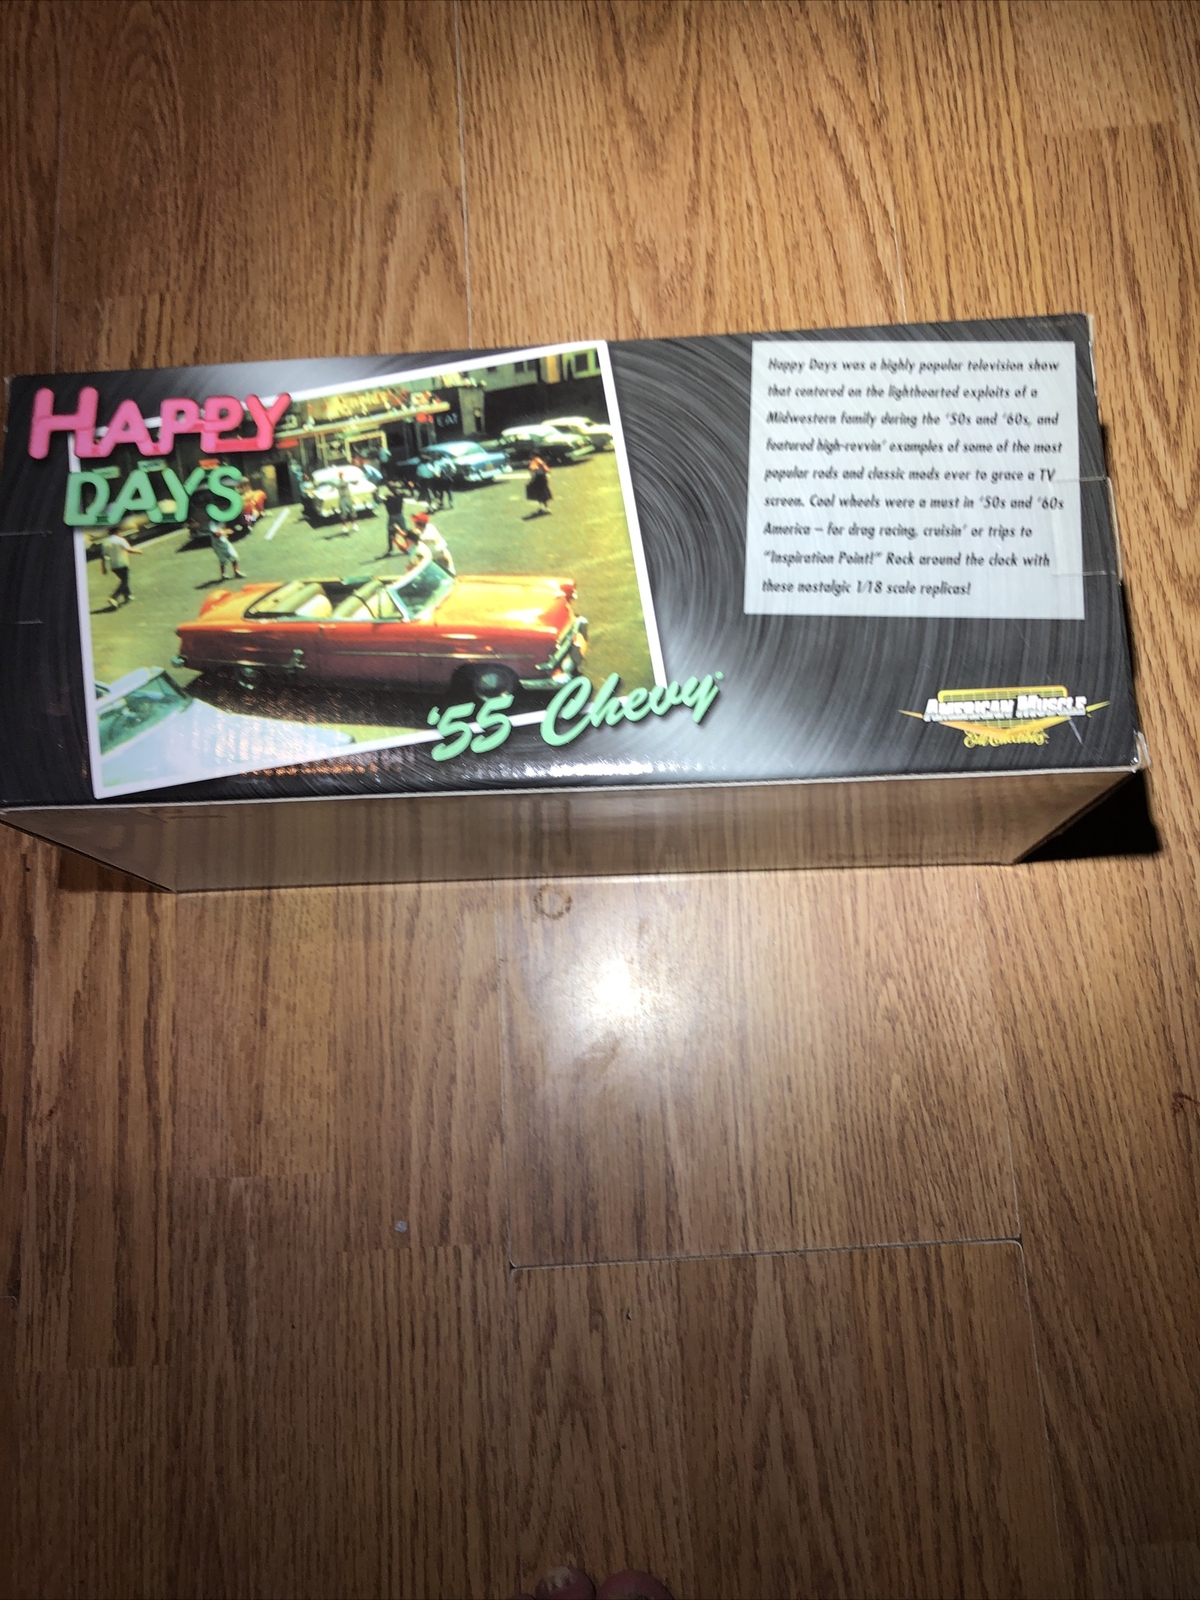 HAPPY
DAYS
'55 Chevy
Happy Days was a highly popular television show
that centered on the lighthearted exploits of a
Midwestern family during the '50s and '60s, and
featured high-revvin' examples of some of the most
popular rods and classic mods ever to grace a TV
screen. Cool wheels were a must in '50s and '60s
America – for drag racing, cruisin' or trips to
"Inspiration Point!" Rock around the clock with
these nostalgic 1/18 scale replicas!
AMERICAN MUSCLE